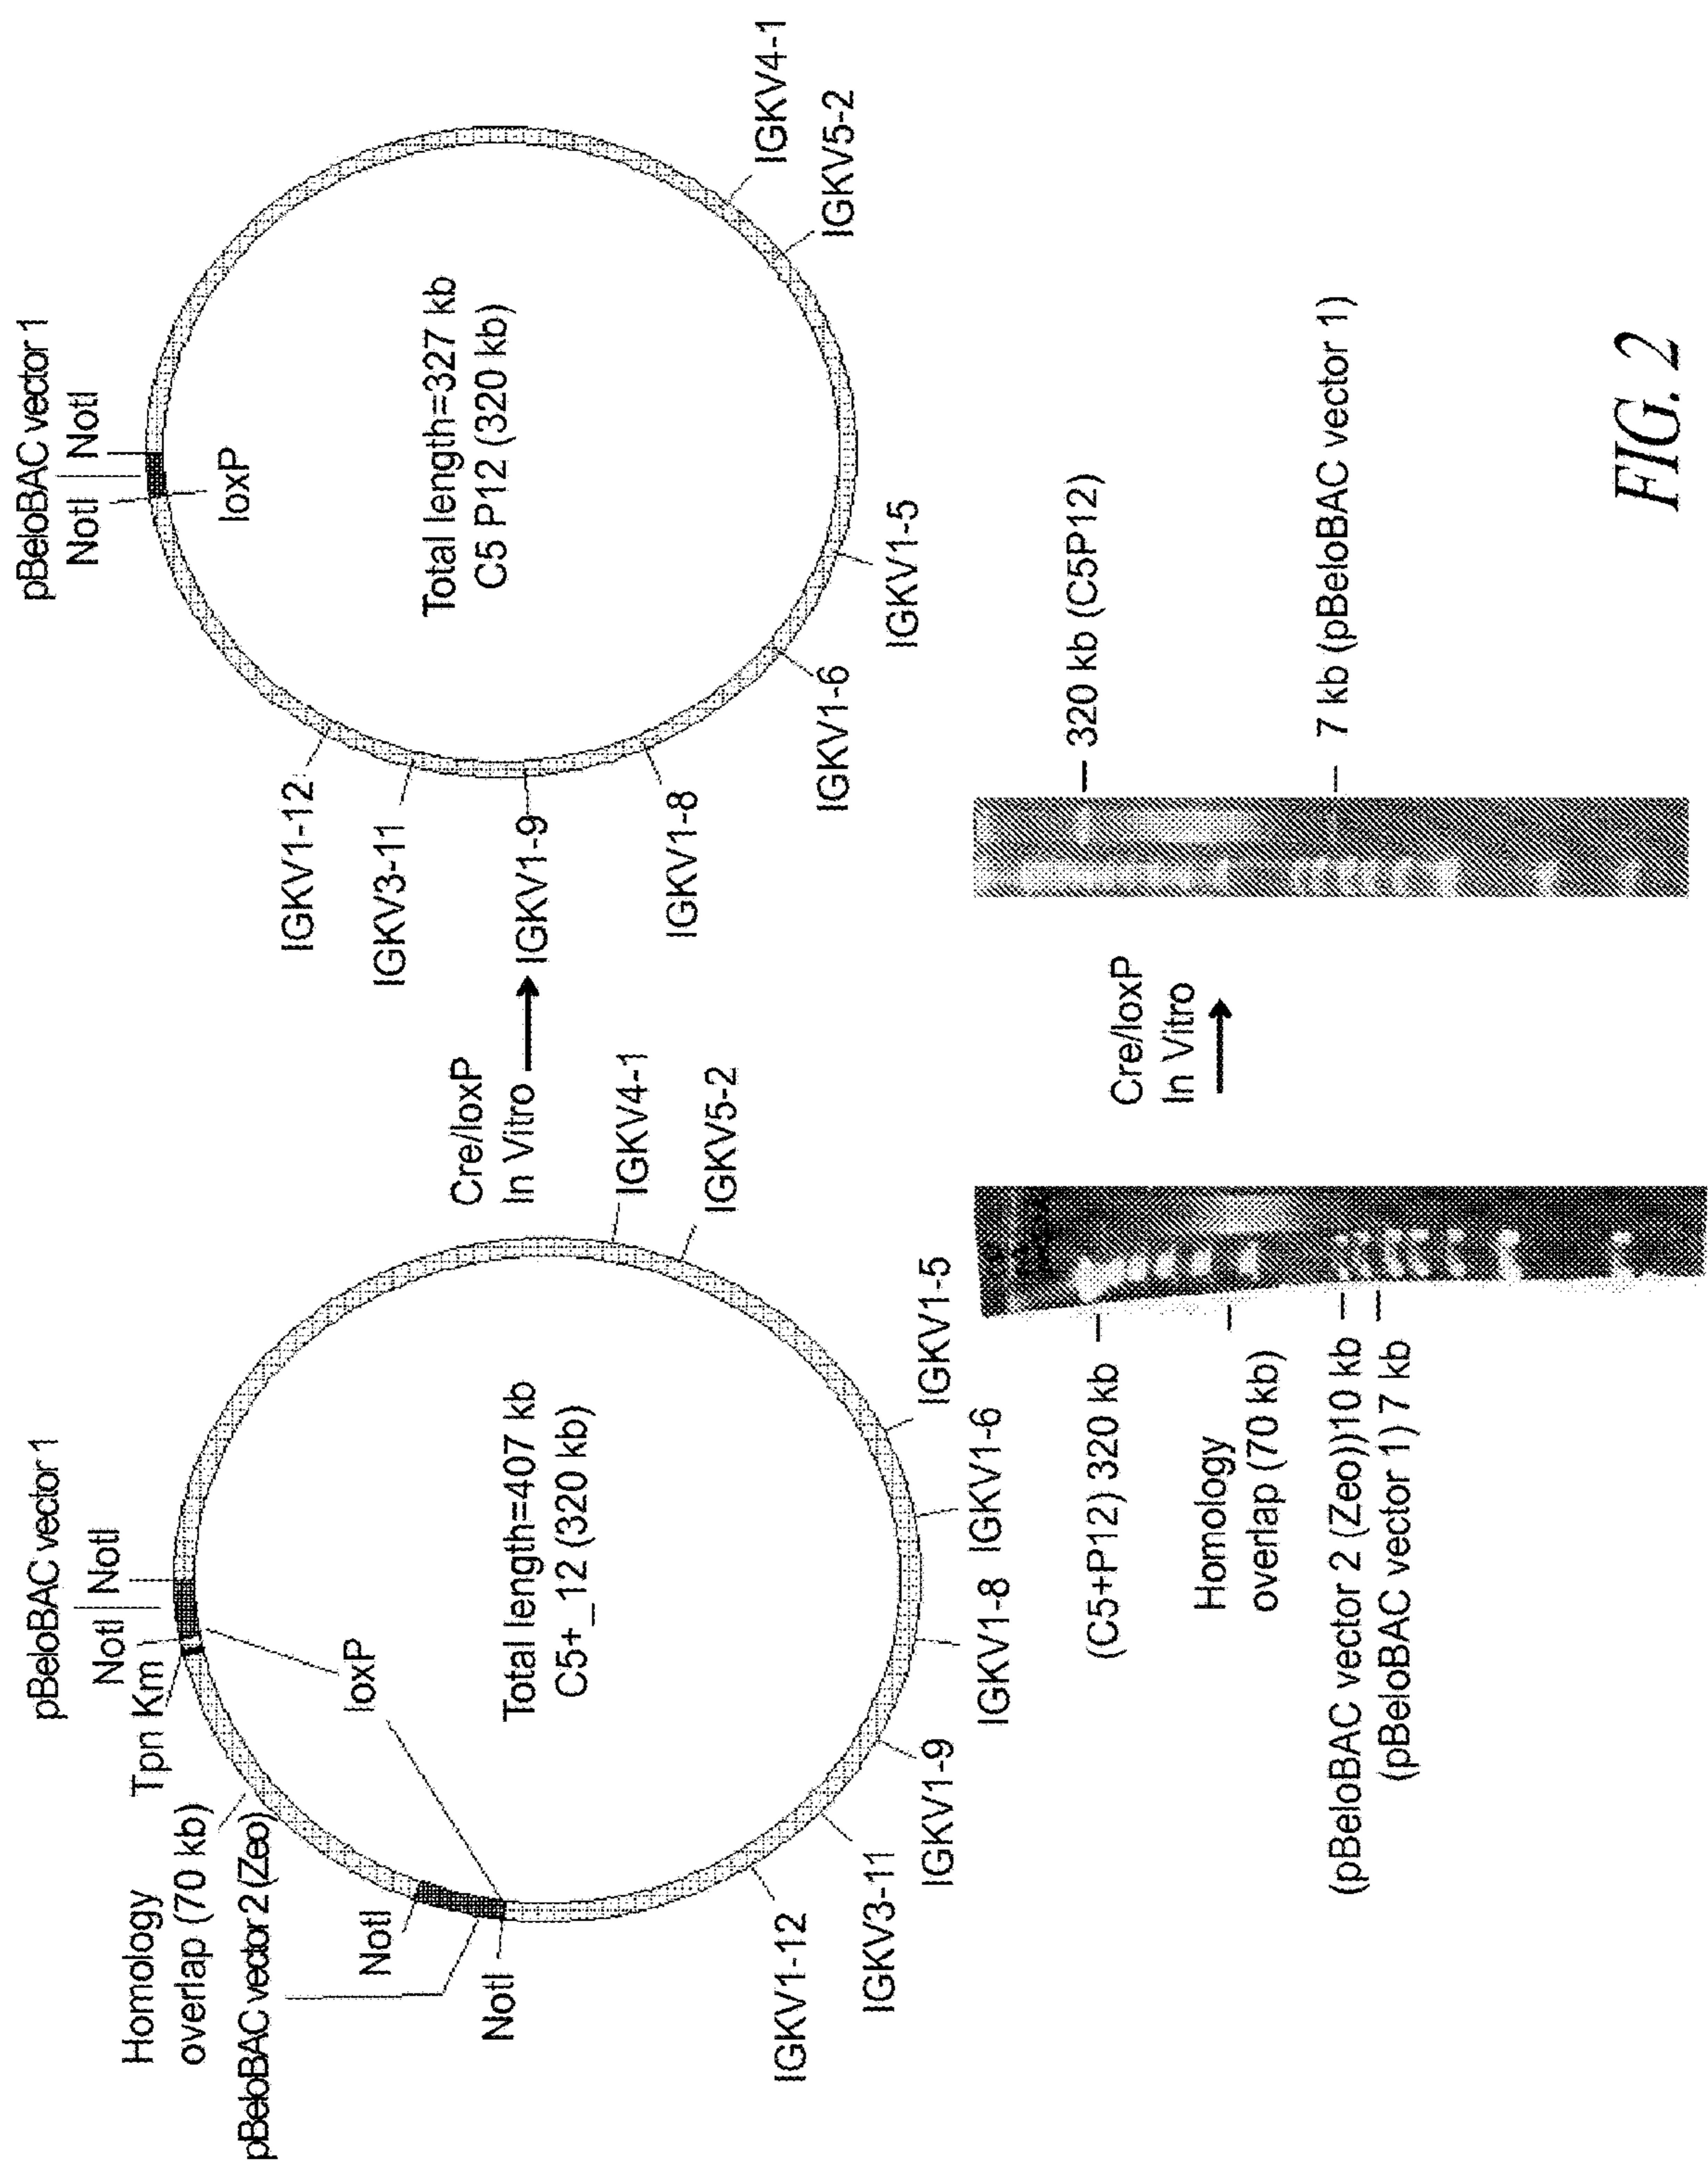 pBeloBAC vector 1
NotI NotI
Tpn Km
Homology
overlap (70 kb)
pBeloBAC vector 2 (Zeo)
NotI
NotI
loxP
Total length=407 kb
C5+_12 (320 kb)
IGKV4-1
IGKV5-2
IGKV1-5
IGKV1-6
IGKV1-8
IGKV1-9
IGKV3-11
IGKV1-12
Cre/loxP
In Vitro
pBeloBAC vector 1
NotI NotI
loxP
Total length=327 kb
C5 P12 (320 kb)
IGKV4-1
IGKV5-2
IGKV1-5
IGKV1-6
IGKV1-8
IGKV1-9
IGKV3-11
IGKV1-12
(C5+P12) 320 kb
Homology
overlap (70 kb)
(pBeloBAC vector 2 (Zeo))10 kb
(pBeloBAC vector 1) 7 kb
Cre/loxP
In Vitro
320 kb (C5P12)
7 kb (pBeloBAC vector 1)
FIG. 2